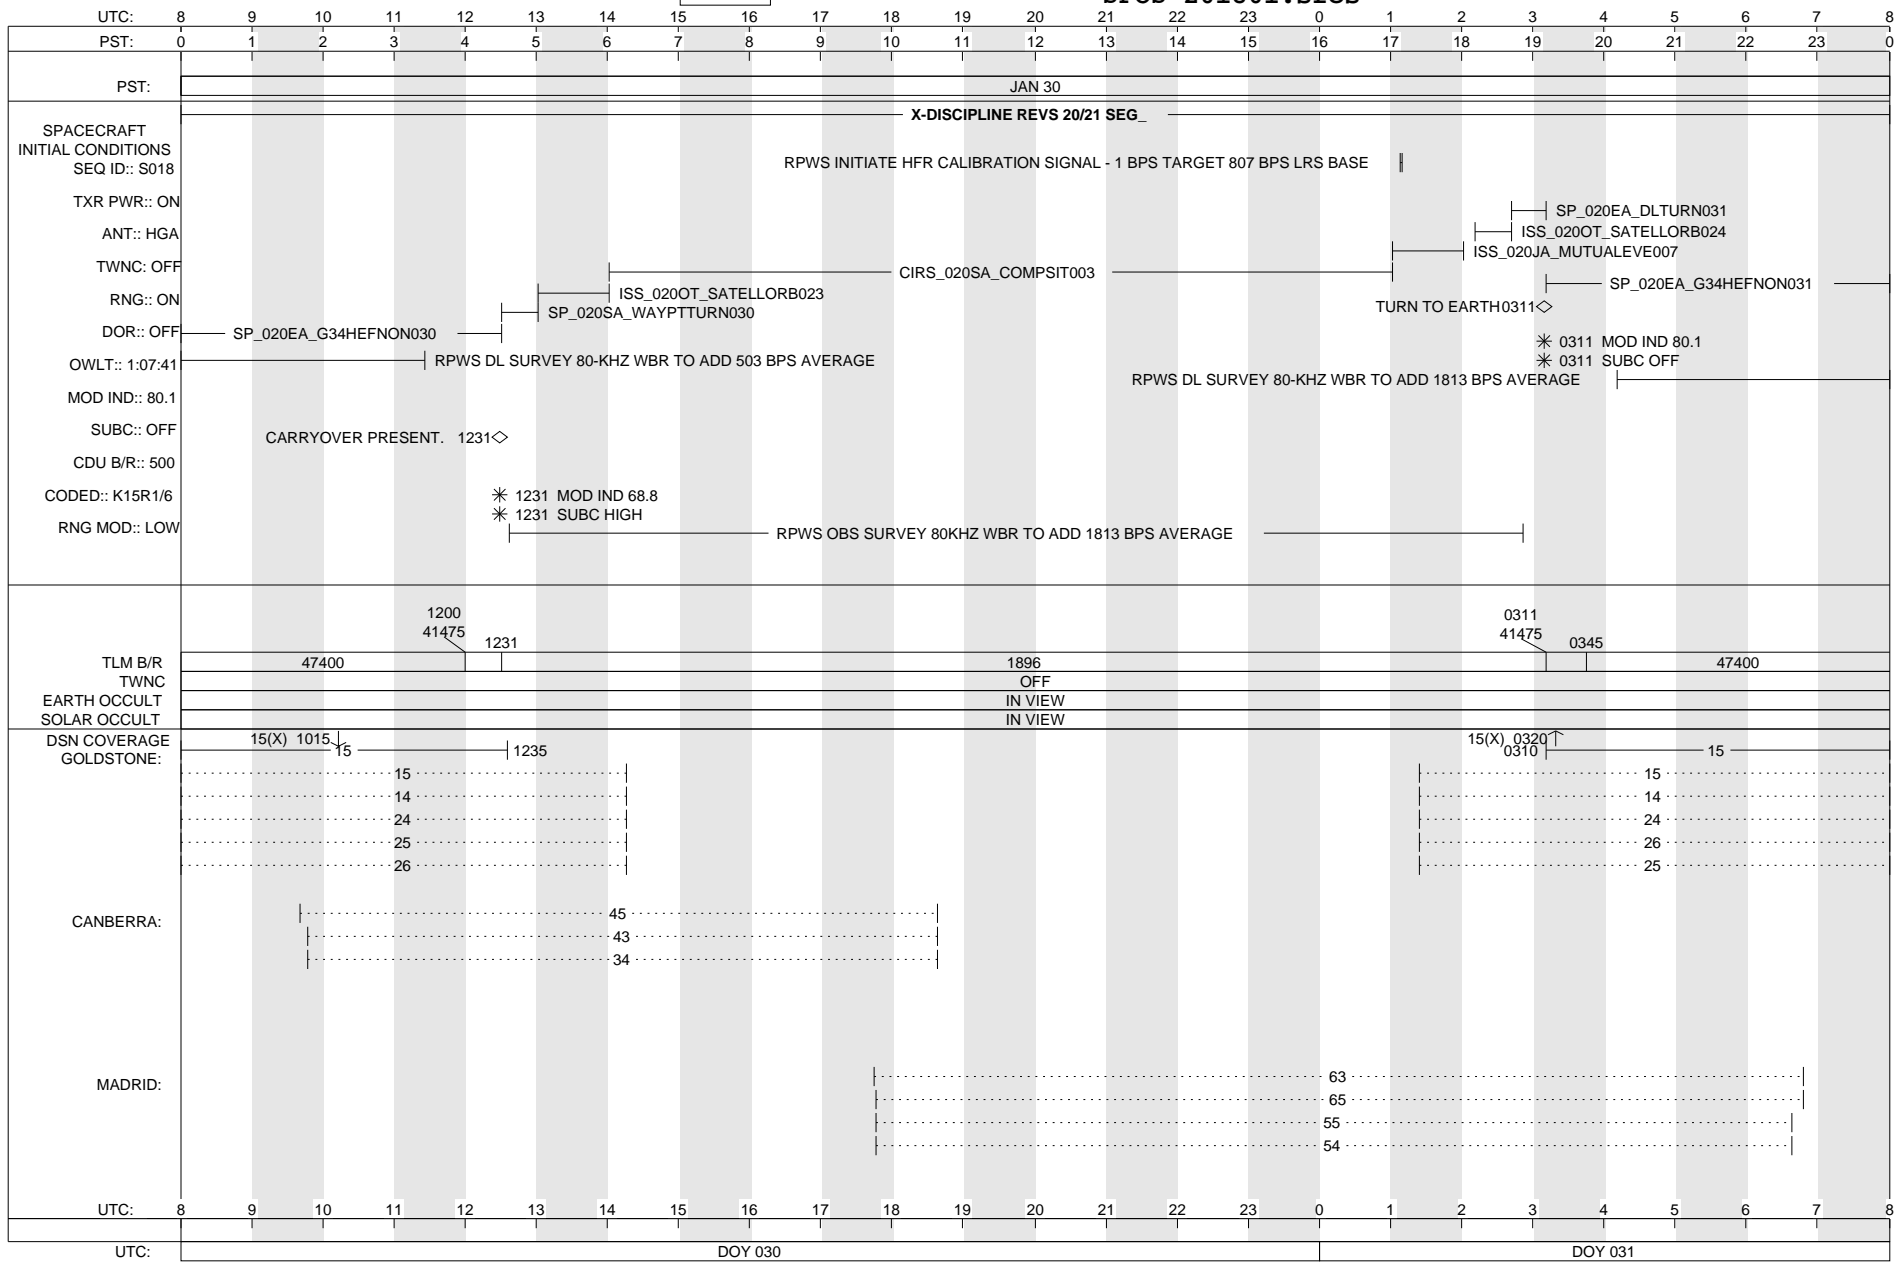 UTC: 8 9 10 11 12 13 14 15 16 17 18 19 20 21 22 23 0 1 2 3 4 5 6 7 8
PST: 0 1 2 3 4 5 6 7 8 9 10 11 12 13 14 15 16 17 18 19 20 21 22 23 0
PST: JAN 30
X-DISCIPLINE REVS 20/21 SEG_
SPACECRAFT
INITIAL CONDITIONS
SEQ ID:: S018
RPWS INITIATE HFR CALIBRATION SIGNAL - 1 BPS TARGET 807 BPS LRS BASE
TXR PWR:: ON
SP_020EA_DLTURN031
ANT:: HGA
ISS_020OT_SATELLORB024
ISS_020JA_MUTUALEVE007
TWNC: OFF
CIRS_020SA_COMPSIT003
SP_020EA_G34HEFNON031
ISS_020OT_SATELLORB023
RNG:: ON
TURN TO EARTH0311
SP_020SA_WAYPTTURN030
DOR:: OFF
SP_020EA_G34HEFNON030
0311 MOD IND 80.1
OWLT:: 1:07:41
RPWS DL SURVEY 80-KHZ WBR TO ADD 503 BPS AVERAGE
0311 SUBC OFF
RPWS DL SURVEY 80-KHZ WBR TO ADD 1813 BPS AVERAGE
MOD IND:: 80.1
SUBC:: OFF
CARRYOVER PRESENT. 1231
CDU B/R:: 500
CODED:: K15R1/6
1231 MOD IND 68.8
1231 SUBC HIGH
RNG MOD:: LOW
RPWS OBS SURVEY 80KHZ WBR TO ADD 1813 BPS AVERAGE
1200
41475
1231
0311
41475
0345
TLM B/R 47400 1896 47400
TWNC OFF
EARTH OCCULT IN VIEW
SOLAR OCCULT IN VIEW
DSN COVERAGE
GOLDSTONE:
15(X) 1015
15 1235
15(X) 0320
0310 15
15 15
14 14
24 24
25 26
26 25
CANBERRA:
45
43
34
MADRID:
63
65
55
54
UTC: 8 9 10 11 12 13 14 15 16 17 18 19 20 21 22 23 0 1 2 3 4 5 6 7 8
UTC: DOY 030 DOY 031